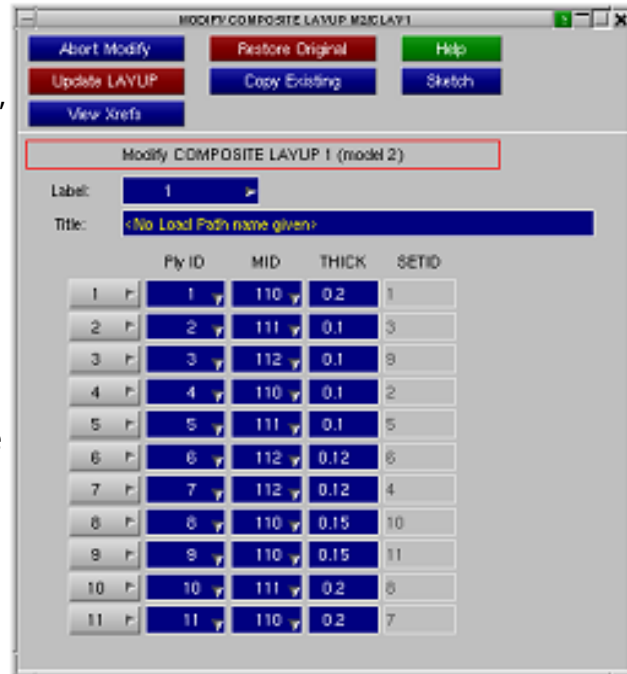 MODIFY COMPOSITE LAYUP M2/CLAY1
Abort Modify Restore Original Help
Update LAYUP Copy Existing Sketch
View Xrefs
Modify COMPOSITE LAYUP 1 (model 2)
Label: 1
Title: <No Load Path name given>
Ply ID MID THICK SETID
1 1 110 0.2 1
2 2 111 0.1 3
3 3 112 0.1 9
4 4 110 0.1 2
5 5 111 0.1 5
6 6 112 0.12 6
7 7 112 0.12 4
8 8 110 0.15 10
9 9 110 0.15 11
10 10 111 0.2 8
11 11 110 0.2 7